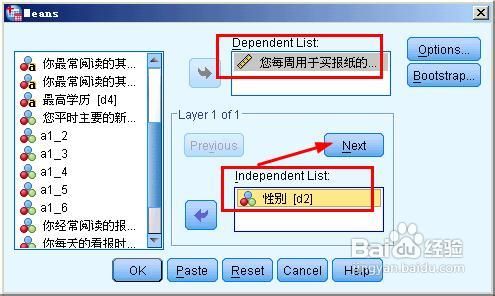 Means
你最常阅读的其...
你最常阅读的其...
最高学历 [d4]
您平时主要的新...
a1_2
a1_3
a1_4
a1_5
a1_6
你经常阅读的报...
你每天的看报时...
Dependent List:
您每周用于买报纸的...
Options...
Bootstrap...
Layer 1 of 1
Previous
Next
Independent List:
性别 [d2]
OK
Paste
Reset
Cancel
Help
Baidu 经验
jingyan.baidu.com